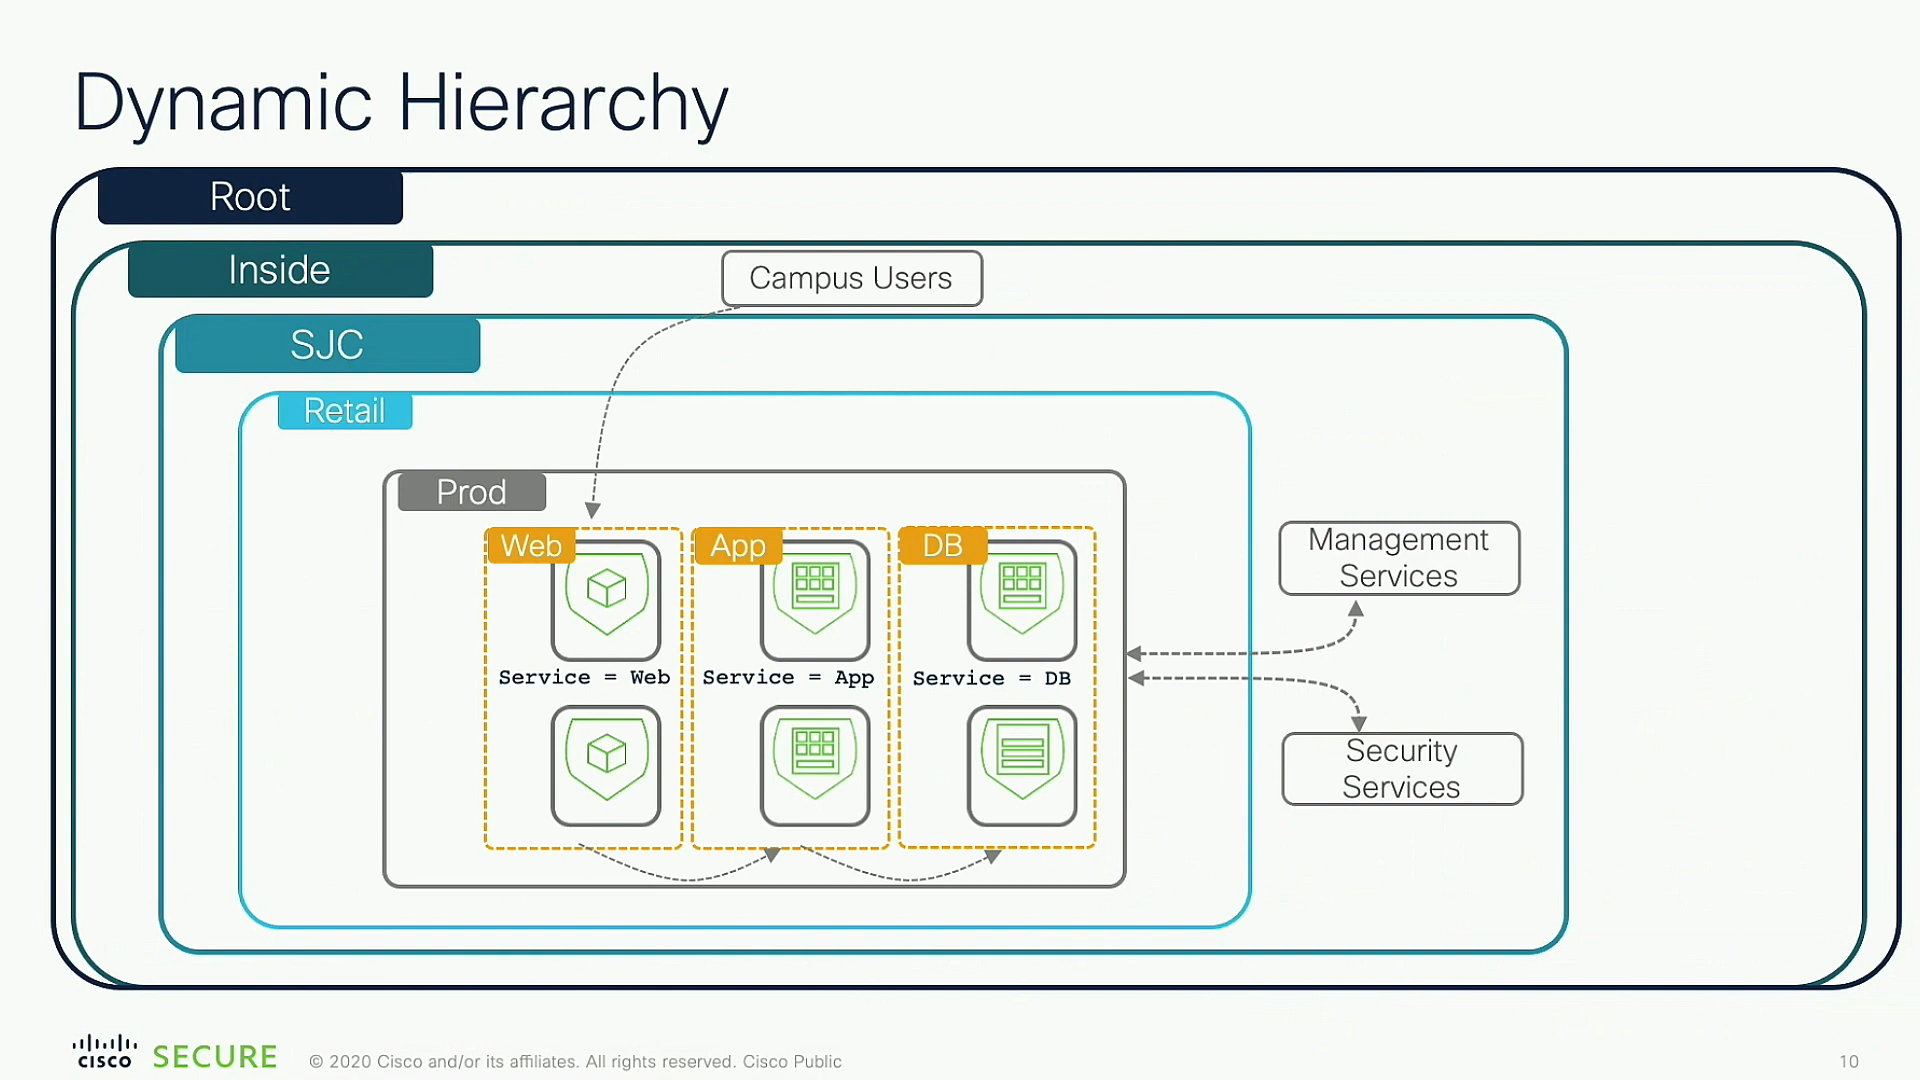 Dynamic Hierarchy
Root
Inside
Campus Users
SJC
Retail
Prod
Web
App
DB
Management
Services
Service = Web
Service = App
Service = DB
Security
Services
CISCO
SECURE
© 2020 Cisco and/or its affiliates. All rights reserved. Cisco Public
10